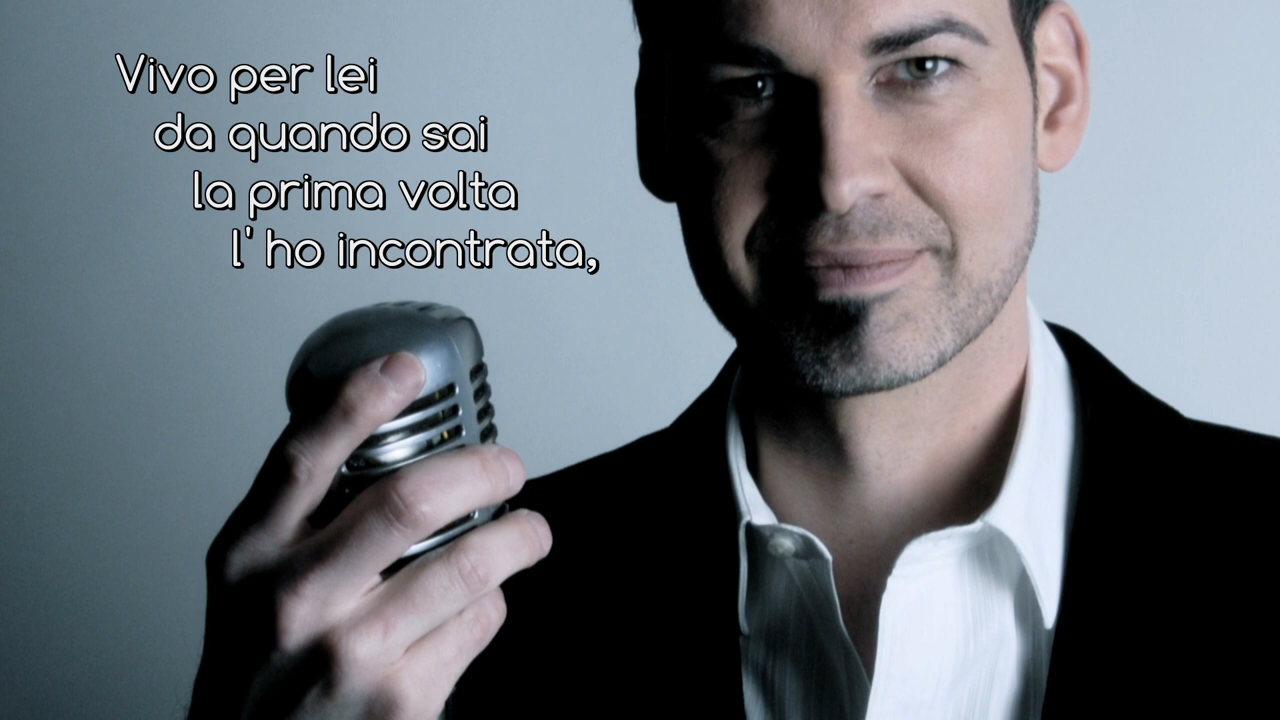 Vivo per lei
da quando sai
la prima volta
l' ho incontrata,